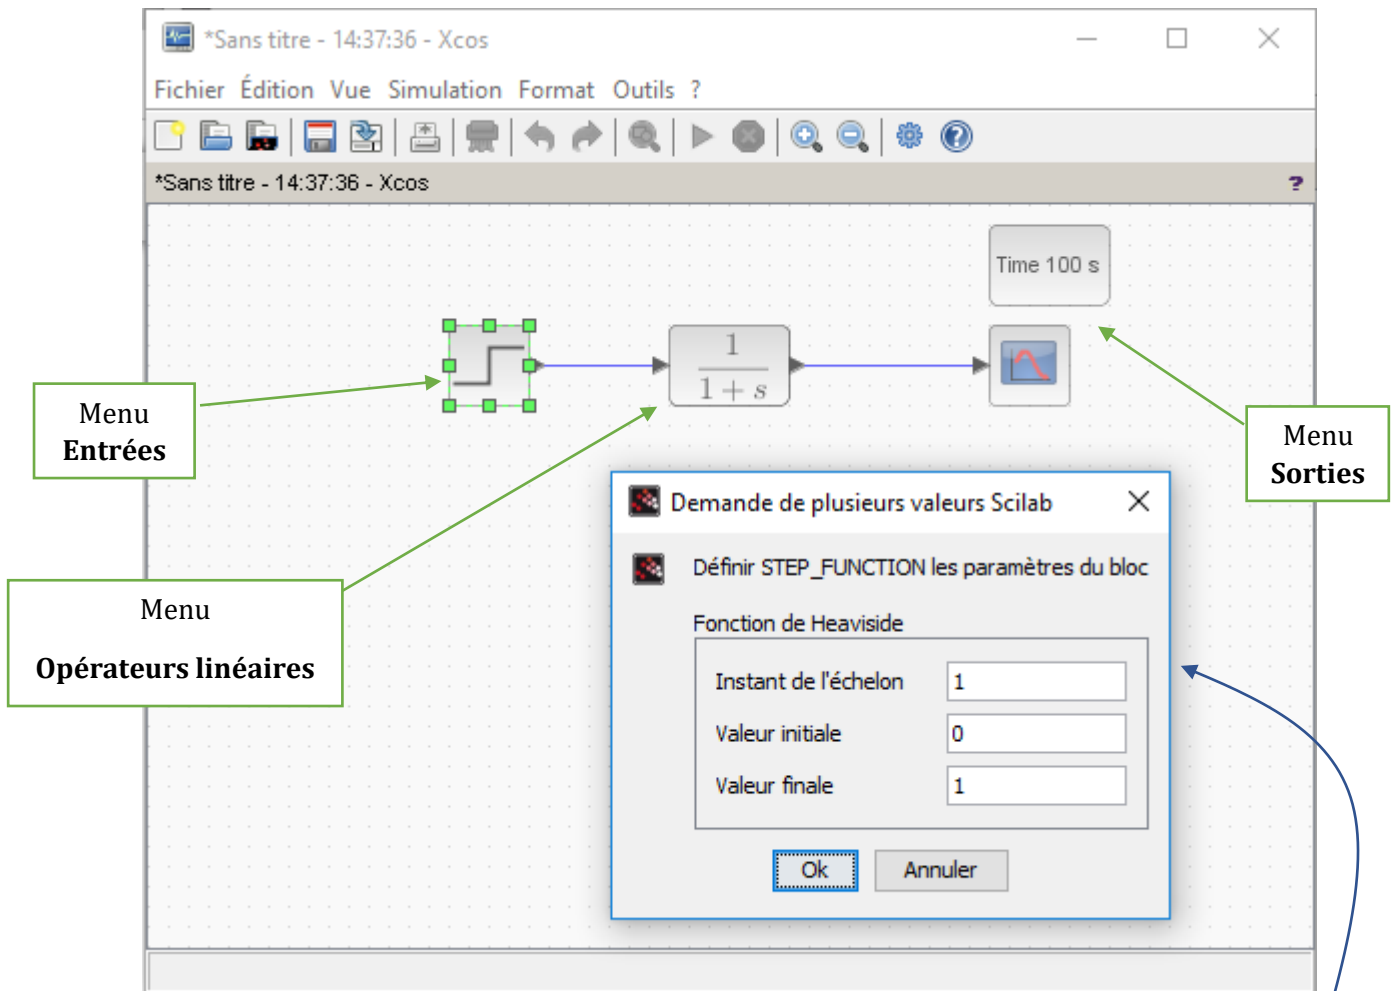 *Sans titre - 14:37:36 - Xcos
Fichier Édition Vue Simulation Format Outils ?
*Sans titre - 14:37:36 - Xcos ?
Time 100 s
1
1 + s
Menu
Entrées
Menu
Sorties
Menu
Opérateurs linéaires
Demande de plusieurs valeurs Scilab
Définir STEP_FUNCTION les paramètres du bloc
Fonction de Heaviside
Instant de l'échelon 1
Valeur initiale 0
Valeur finale 1
Ok Annuler